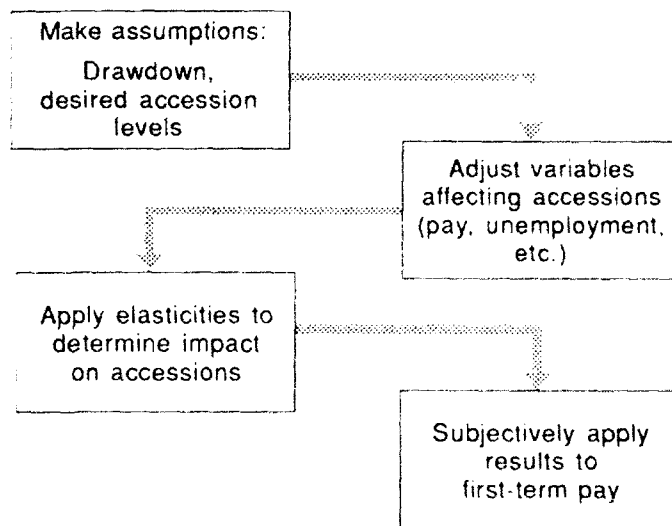 Make assumptions:
Drawdown,
desired accession
levels
Adjust variables
affecting accessions
(pay, unemployment,
etc.)
Apply elasticities to
determine impact
on accessions
Subjectively apply
results to
first-term pay